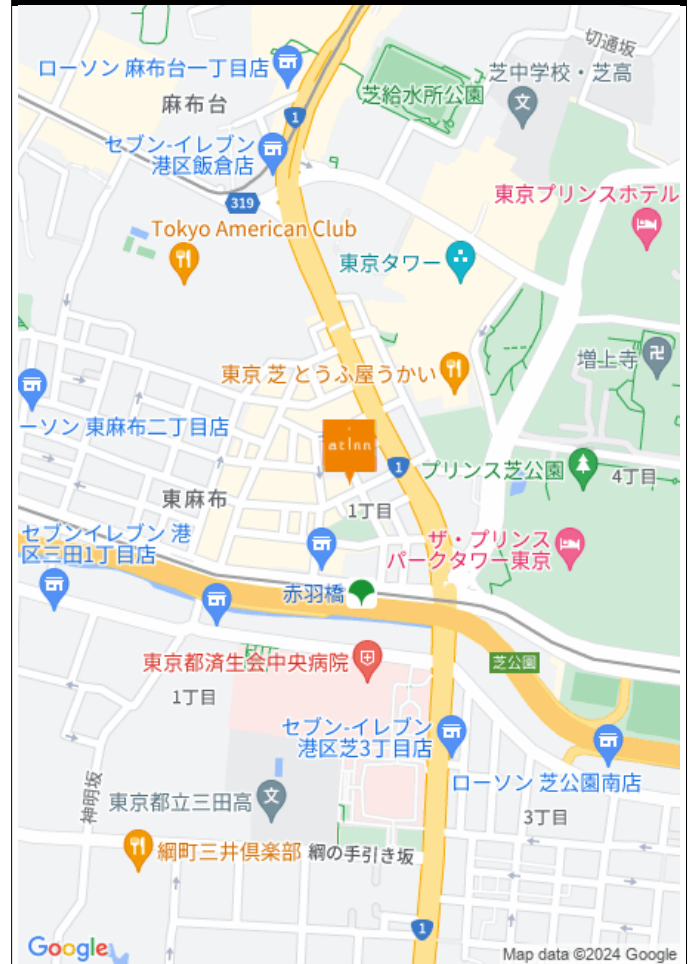 切通坂
ローソン 麻布台一丁目店
芝中学校・芝高
麻布台
芝給水所公園
1
セブン-イレブン
港区飯倉店
東京プリンスホテル
319
Tokyo American Club
東京タワー
増上寺
東京 芝 とうふ屋うかい
ーソン 東麻布二丁目店
at Inn
1
プリンス芝公園
4丁目
東麻布
1丁目
セブンイレブン 港
区三田1丁目店
ザ・プリンス
パークタワー東京
赤羽橋
東京都済生会中央病院
芝公園
1丁目
セブン-イレブン
港区芝3丁目店
ローソン 芝公園南店
神明坂
東京都立三田高
3丁目
綱町三井倶楽部
綱の手引き坂
1
Google
Map data ©2024 Google